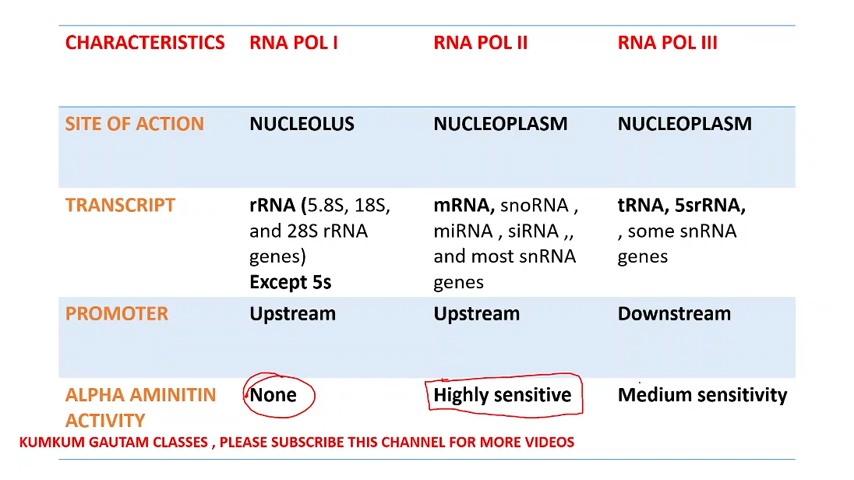 CHARACTERISTICS RNA POL I RNA POL II RNA POL III
SITE OF ACTION NUCLEOLUS NUCLEOPLASM NUCLEOPLASM
TRANSCRIPT rRNA (5.8S, 18S, mRNA, snoRNA , tRNA, 5srRNA,
and 28S rRNA miRNA , siRNA ,, , some snRNA
genes) and most snRNA genes
Except 5s genes
PROMOTER Upstream Upstream Downstream
ALPHA AMINITIN None Highly sensitive Medium sensitivity
ACTIVITY
KUMKUM GAUTAM CLASSES , PLEASE SUBSCRIBE THIS CHANNEL FOR MORE VIDEOS